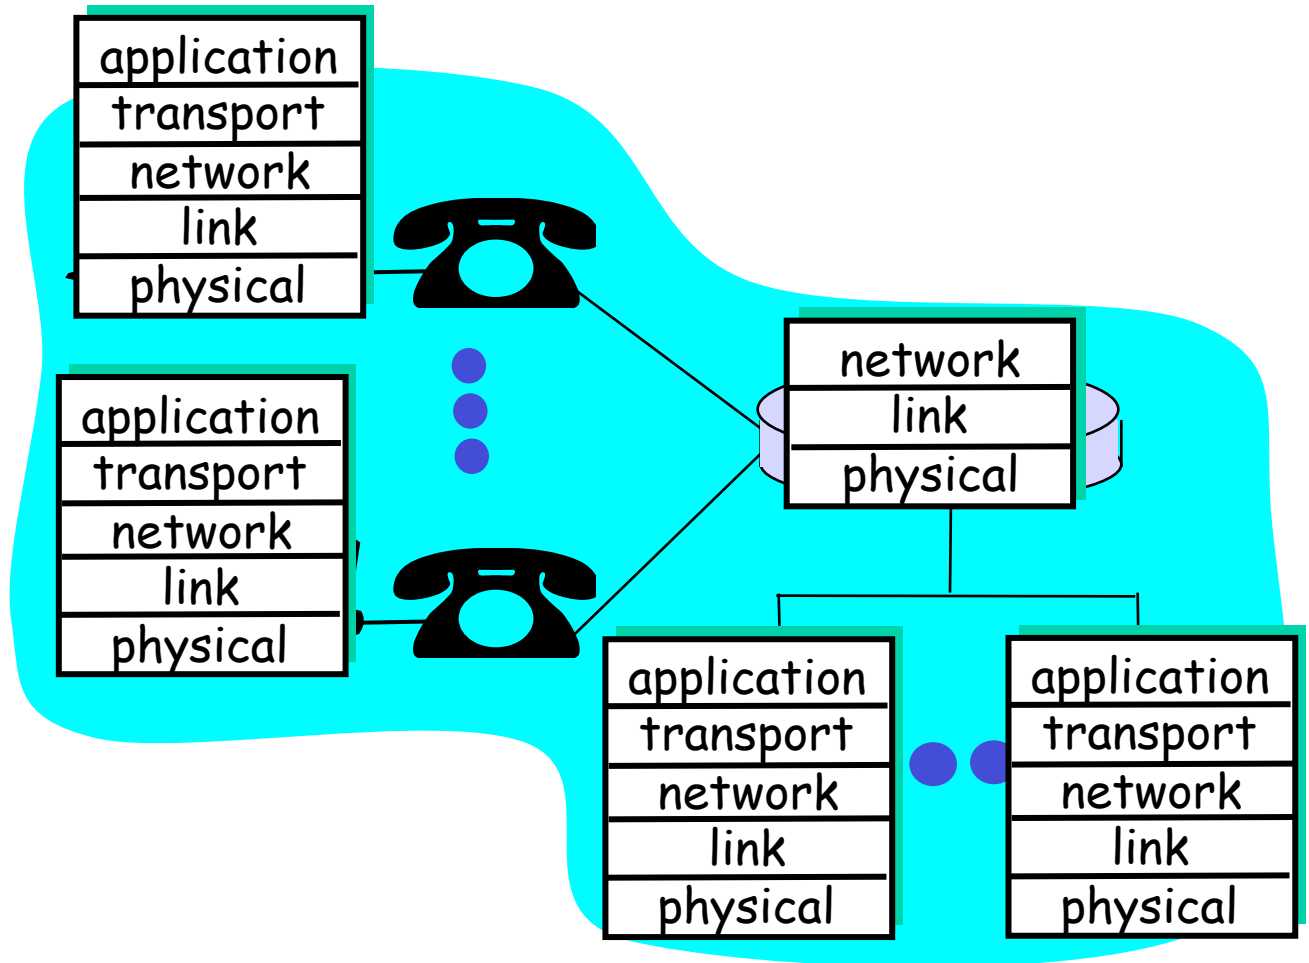 application
transport
network
link
physical
application
transport
network
link
physical
network
link
physical
application
transport
network
link
physical
application
transport
network
link
physical